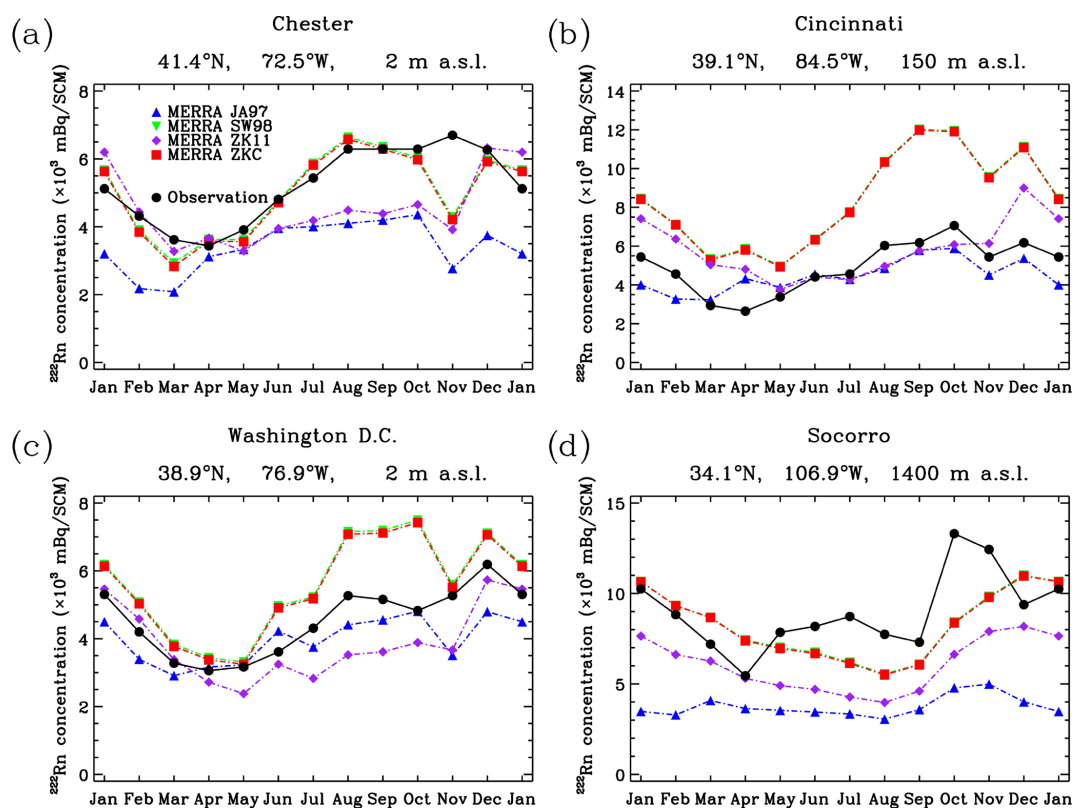 (a)
Chester
41.4°N, 72.5°W, 2 m a.s.l.
²²²Rn concentration (×10³ mBq/SCM)
8
6
4
2
0
MERRA JA97
MERRA SW98
MERRA ZK11
MERRA ZKC
Observation
Jan Feb Mar Apr May Jun Jul Aug Sep Oct Nov Dec Jan
(b)
Cincinnati
39.1°N, 84.5°W, 150 m a.s.l.
²²²Rn concentration (×10³ mBq/SCM)
14
12
10
8
6
4
2
0
Jan Feb Mar Apr May Jun Jul Aug Sep Oct Nov Dec Jan
(c)
Washington D.C.
38.9°N, 76.9°W, 2 m a.s.l.
²²²Rn concentration (×10³ mBq/SCM)
8
6
4
2
0
Jan Feb Mar Apr May Jun Jul Aug Sep Oct Nov Dec Jan
(d)
Socorro
34.1°N, 106.9°W, 1400 m a.s.l.
²²²Rn concentration (×10³ mBq/SCM)
15
10
5
0
Jan Feb Mar Apr May Jun Jul Aug Sep Oct Nov Dec Jan